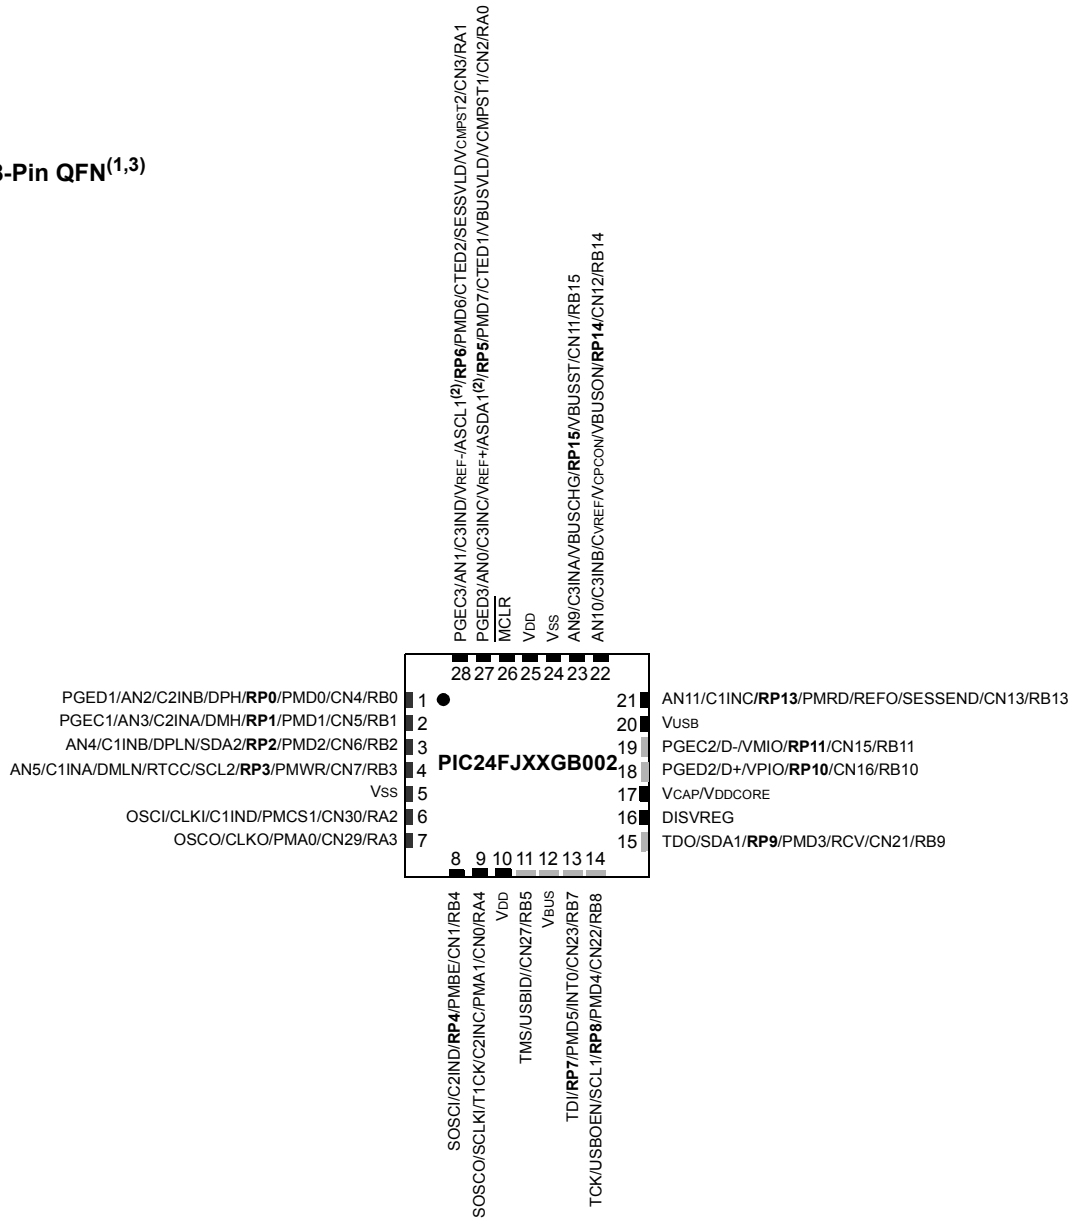 8-Pin QFN(1,3)
PGEC3/AN1/C3IND/VREF-/ASCL1(2)/RP6/PMD6/CTED2/SESSVLD/VCMPST2/CN3/RA1
PGED3/AN0/C3INC/VREF+/ASDA1(2)/RP5/PMD7/CTED1/VBUSVLD/VCMPST1/CN2/RA0
MCLR
VDD
VSS
AN9/C3INA/VBUSCHG/RP15/VBUSST/CN11/RB15
AN10/C3INB/CVREF/VCPCON/VBUSON/RP14/CN12/RB14
28 27 26 25 24 23 22
PGED1/AN2/C2INB/DPH/RP0/PMD0/CN4/RB0 1
PGEC1/AN3/C2INA/DMH/RP1/PMD1/CN5/RB1 2
AN4/C1INB/DPLN/SDA2/RP2/PMD2/CN6/RB2 3
AN5/C1INA/DMLN/RTCC/SCL2/RP3/PMWR/CN7/RB3 4
VSS 5
OSCI/CLKI/C1IND/PMCS1/CN30/RA2 6
OSCO/CLKO/PMA0/CN29/RA3 7
PIC24FJXXGB002
21 AN11/C1INC/RP13/PMRD/REFO/SESSEND/CN13/RB13
20 VUSB
19 PGEC2/D-/VMIO/RP11/CN15/RB11
18 PGED2/D+/VPIO/RP10/CN16/RB10
17 VCAP/VDDCORE
16 DISVREG
15 TDO/SDA1/RP9/PMD3/RCV/CN21/RB9
8 9 10 11 12 13 14
SOSCI/C2IND/RP4/PMBE/CN1/RB4
SOSCO/SCLKI/T1CK/C2INC/PMA1/CN0/RA4
VDD
TMS/USBID//CN27/RB5
VBUS
TDI/RP7/PMD5/INT0/CN23/RB7
TCK/USBOEN/SCL1/RP8/PMD4/CN22/RB8